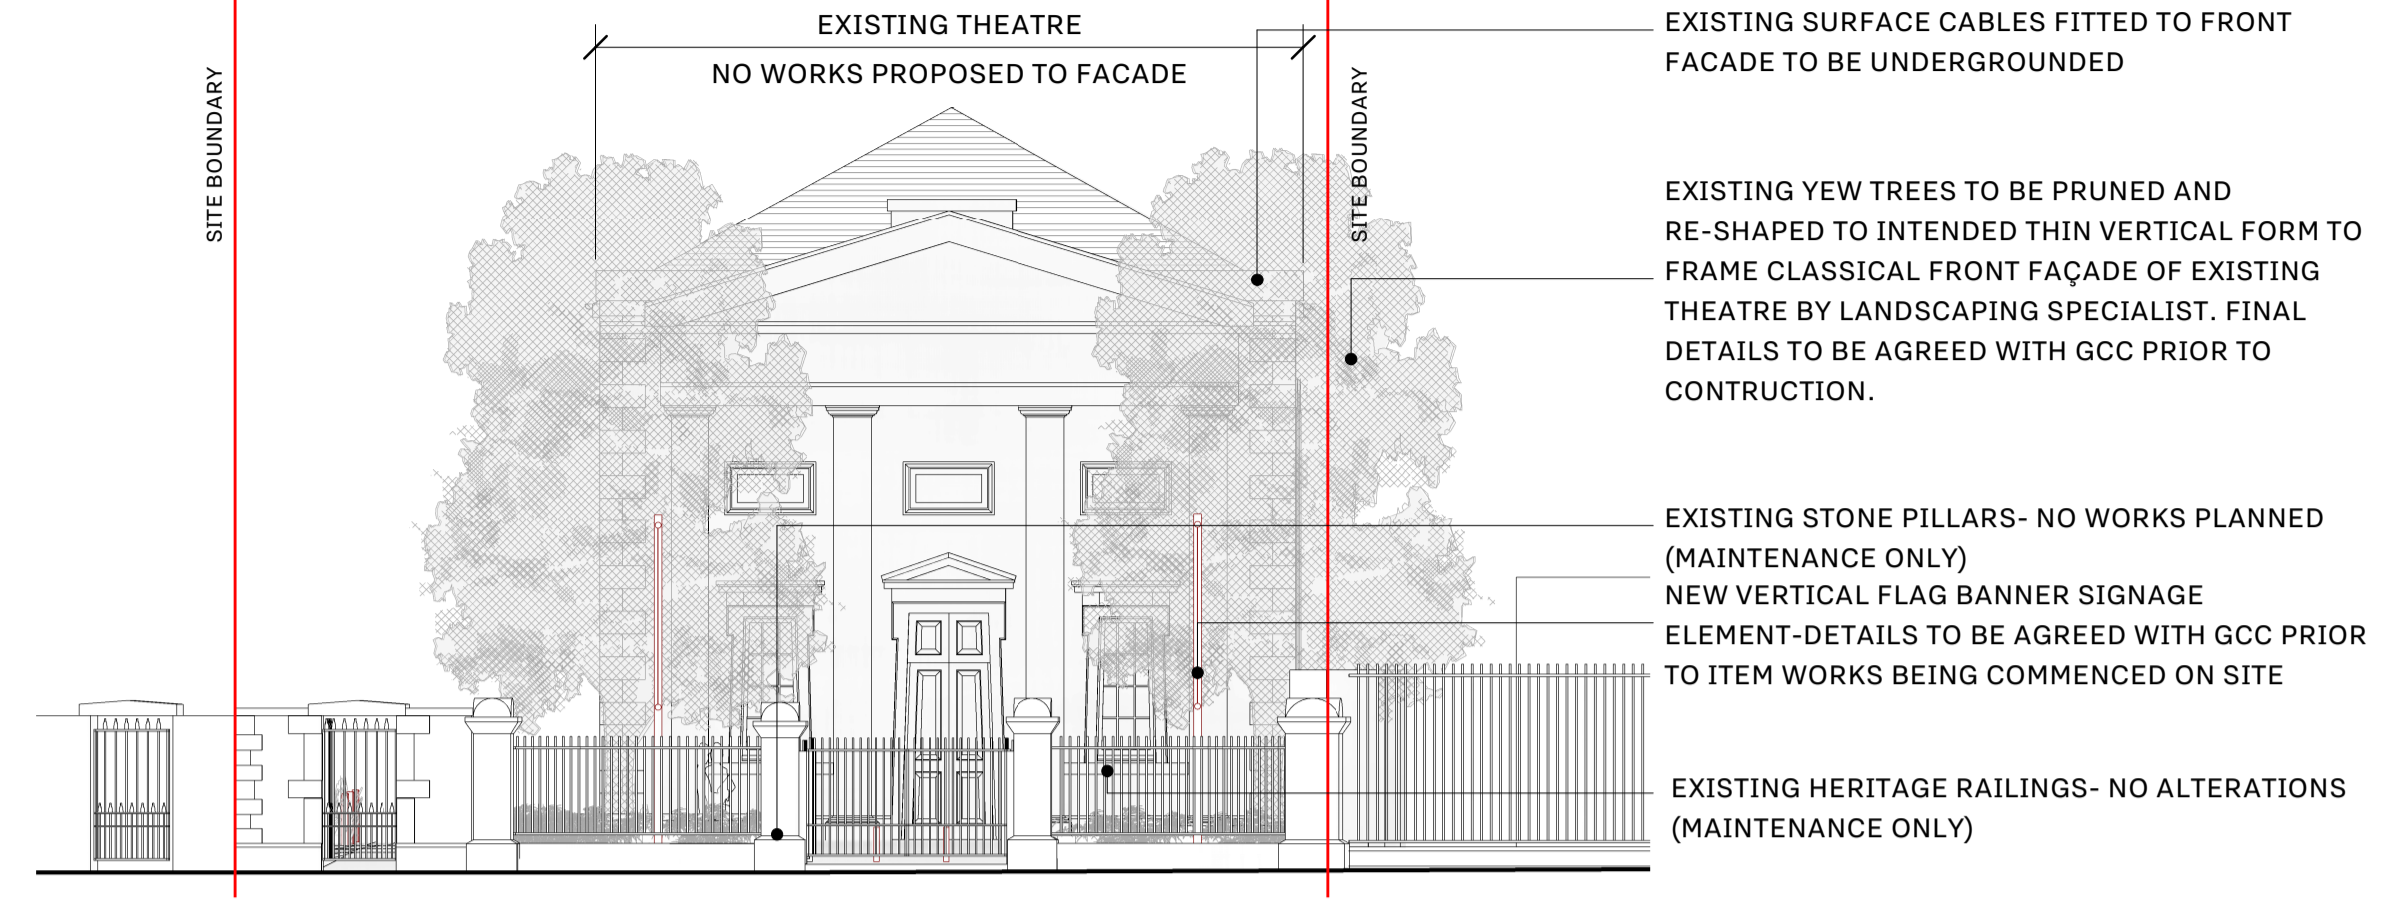 EXISTING THEATRE
NO WORKS PROPOSED TO FACADE
SITE BOUNDARY
SITE BOUNDARY
EXISTING SURFACE CABLES FITTED TO FRONT
FACADE TO BE UNDERGROUNDED
EXISTING YEW TREES TO BE PRUNED AND
RE-SHAPED TO INTENDED THIN VERTICAL FORM TO
FRAME CLASSICAL FRONT FAÇADE OF EXISTING
THEATRE BY LANDSCAPING SPECIALIST. FINAL
DETAILS TO BE AGREED WITH GCC PRIOR TO
CONTRUCTION.
EXISTING STONE PILLARS- NO WORKS PLANNED
(MAINTENANCE ONLY)
NEW VERTICAL FLAG BANNER SIGNAGE
ELEMENT-DETAILS TO BE AGREED WITH GCC PRIOR
TO ITEM WORKS BEING COMMENCED ON SITE
EXISTING HERITAGE RAILINGS- NO ALTERATIONS
(MAINTENANCE ONLY)